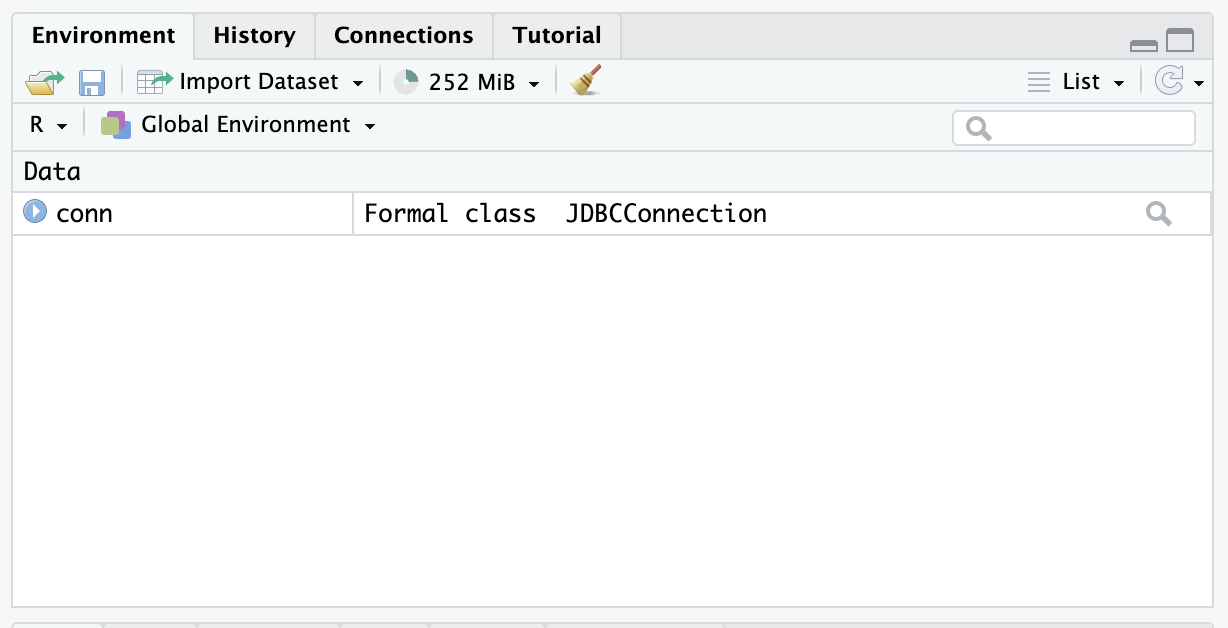 Environment History Connections Tutorial
Import Dataset 252 MiB List
R Global Environment
Data
conn Formal class JDBCConnection